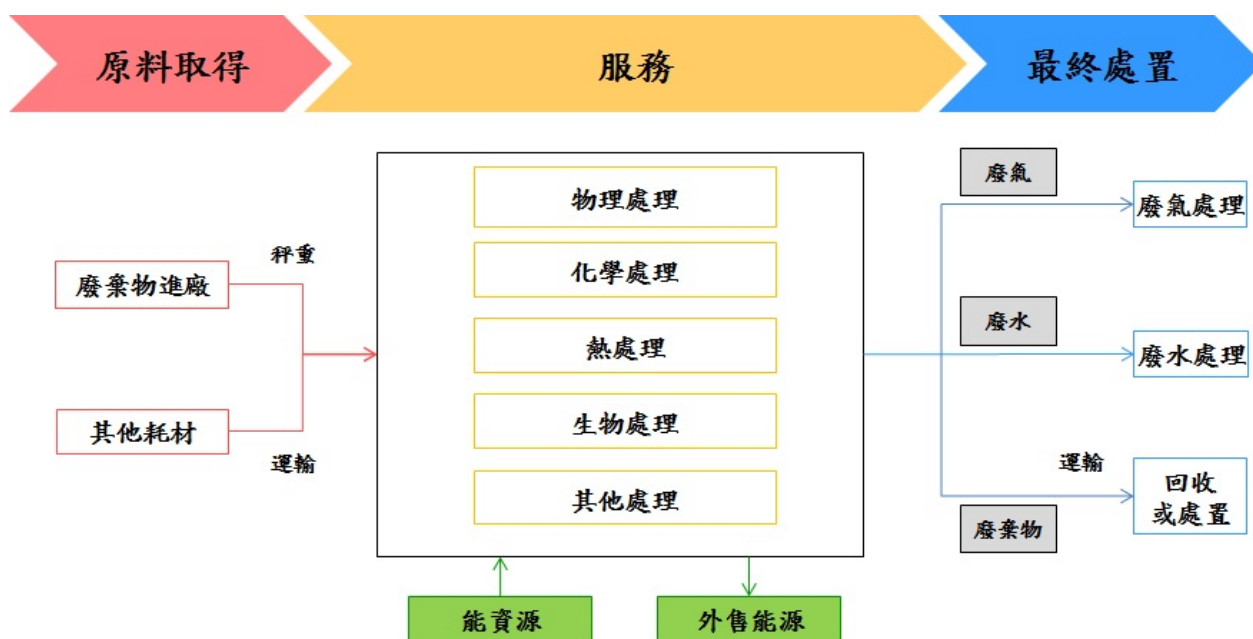 原料取得
服務
最終處置
廢棄物進廠
秤重
其他耗材
運輸
物理處理
化學處理
熱處理
生物處理
其他處理
能資源
外售能源
廢氣
廢氣處理
廢水
廢水處理
運輸
廢棄物
回收
或處置